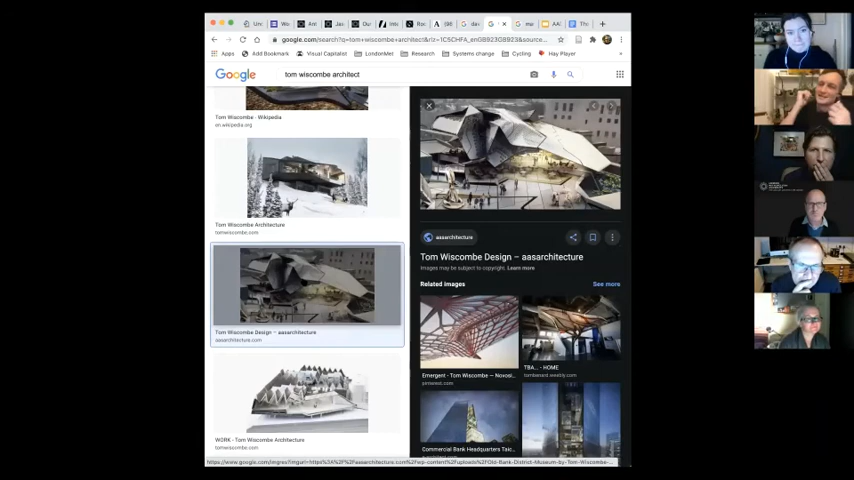 google.com/search?q=tom+wiscombe+architect&rlz=1C5CHFA_enGB923GB923&source...
Apps
Add Bookmark
Visual Capitalist
LondonMet
Research
Systems change
Cycling
Hay Player
Google
tom wiscombe architect
Tom Wiscombe - Wikipedia
en.wikipedia.org
Tom Wiscombe Architecture
tomwiscombe.com
Tom Wiscombe Design – aasarchitecture
aasarchitecture.com
WORK - Tom Wiscombe Architecture
tomwiscombe.com
aasarchitecture
Tom Wiscombe Design – aasarchitecture
Images may be subject to copyright. Learn more
Related images
See more
Emergent - Tom Wiscombe — Novosi...
pinterest.com
TBA... - HOME
Commercial Bank Headquarters Taic...